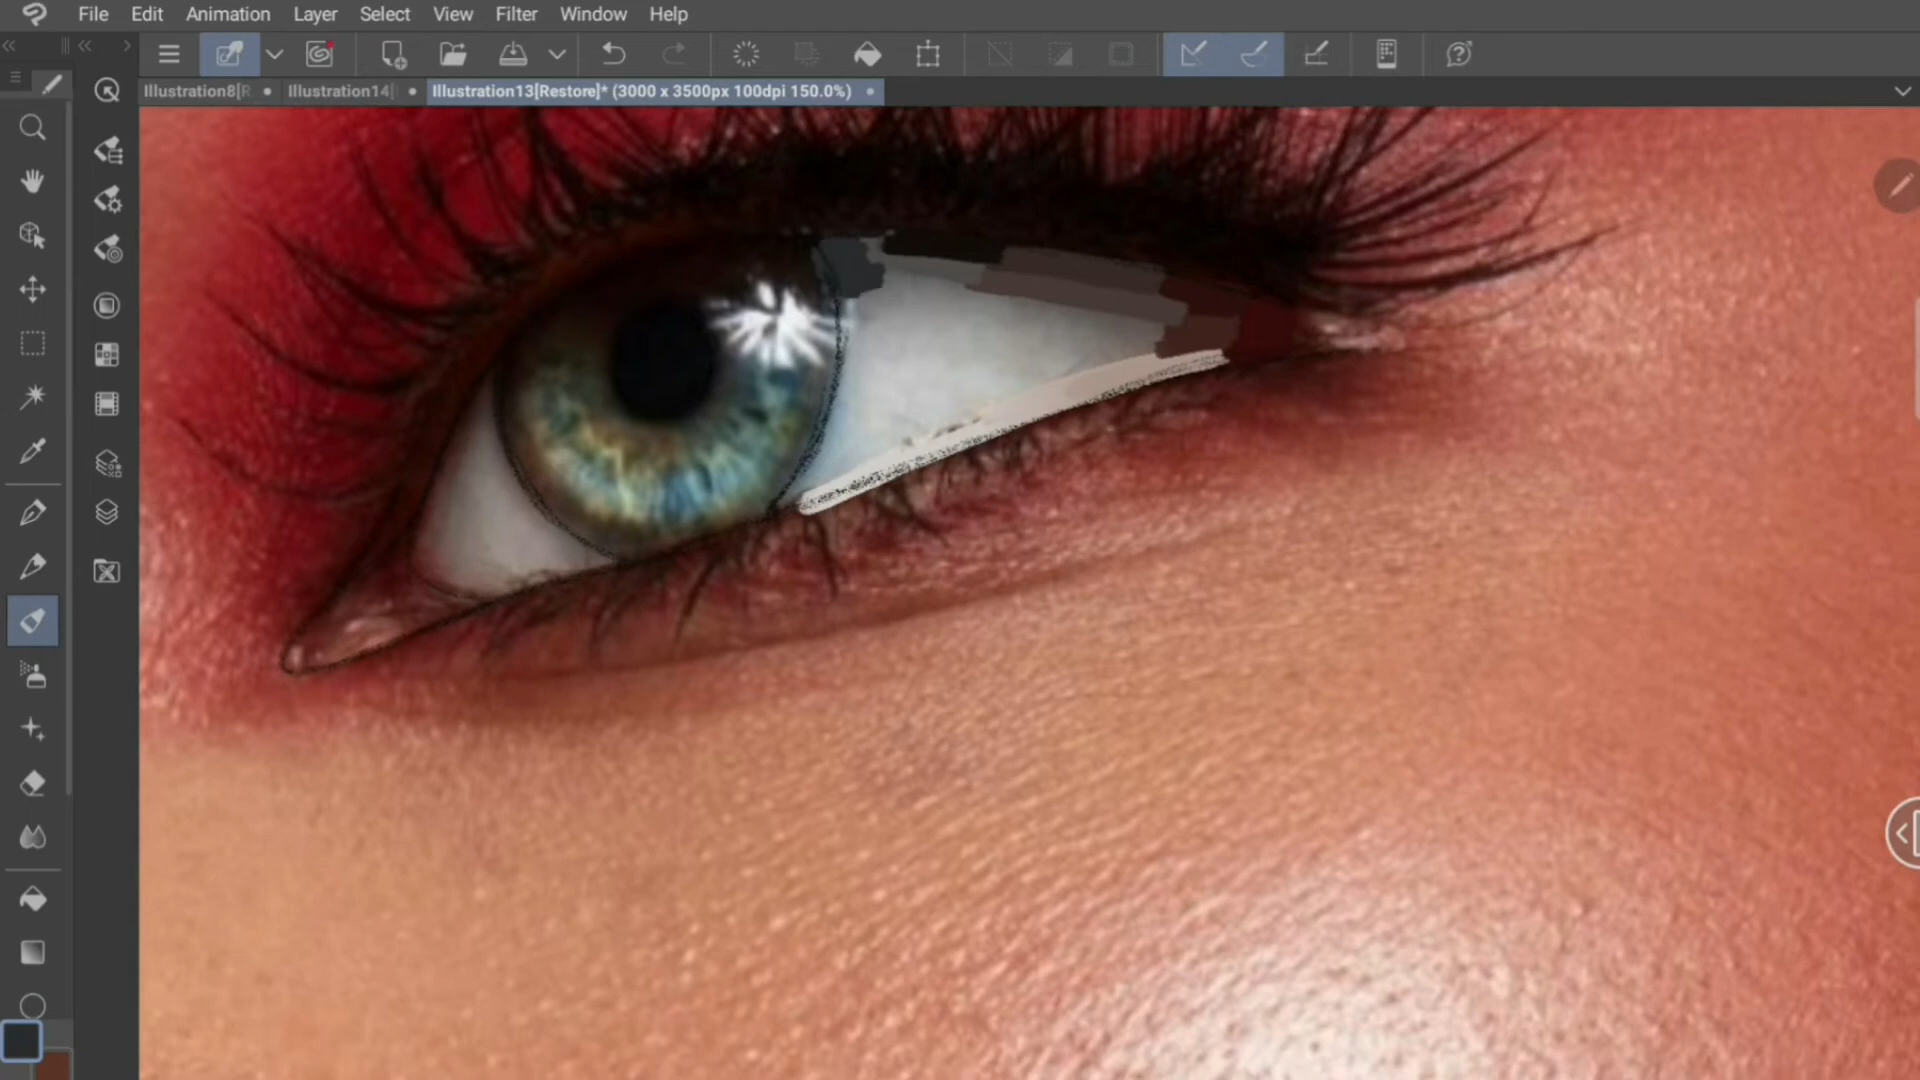 File Edit Animation Layer Select View Filter Window Help
Illustration8[R Illustration14[ Illustration13[Restore]* (3000 x 3500px 100dpi 150.0%)